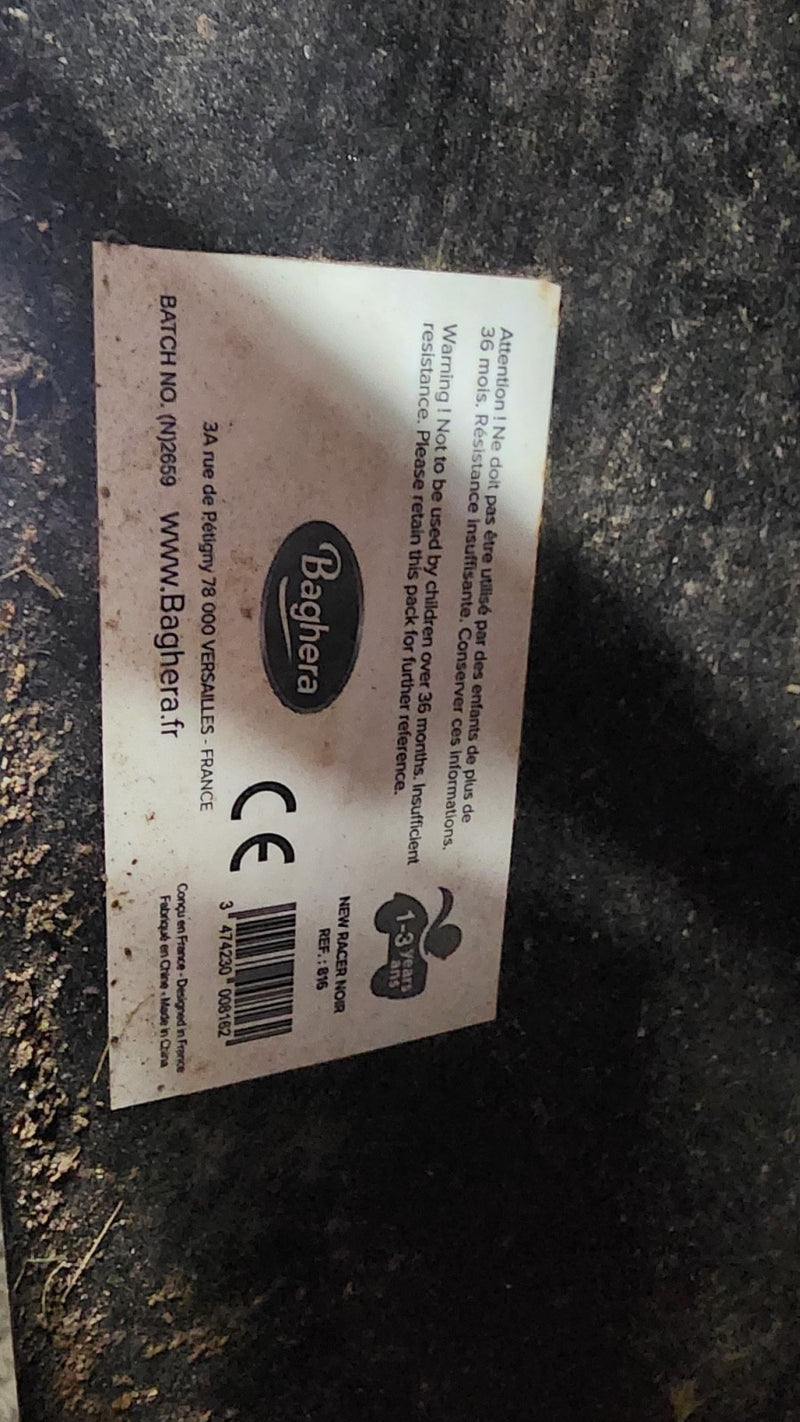 Attention ! Ne doit pas être utilisé par des enfants de plus de
36 mois. Résistance insuffisante. Conserver ces informations.
Warning ! Not to be used by children over 36 months. Insufficient
resistance. Please retain this pack for further reference.
1-3 years
ans
NEW RACER NOIR
REF. : 816
Baghera
CE
3 474230 008162
3A rue de Pétigny 78 000 VERSAILLES - FRANCE
BATCH NO. (N)2659 www.Baghera.fr
Conçu en France - Designed in France
Fabriqué en Chine - Made in China